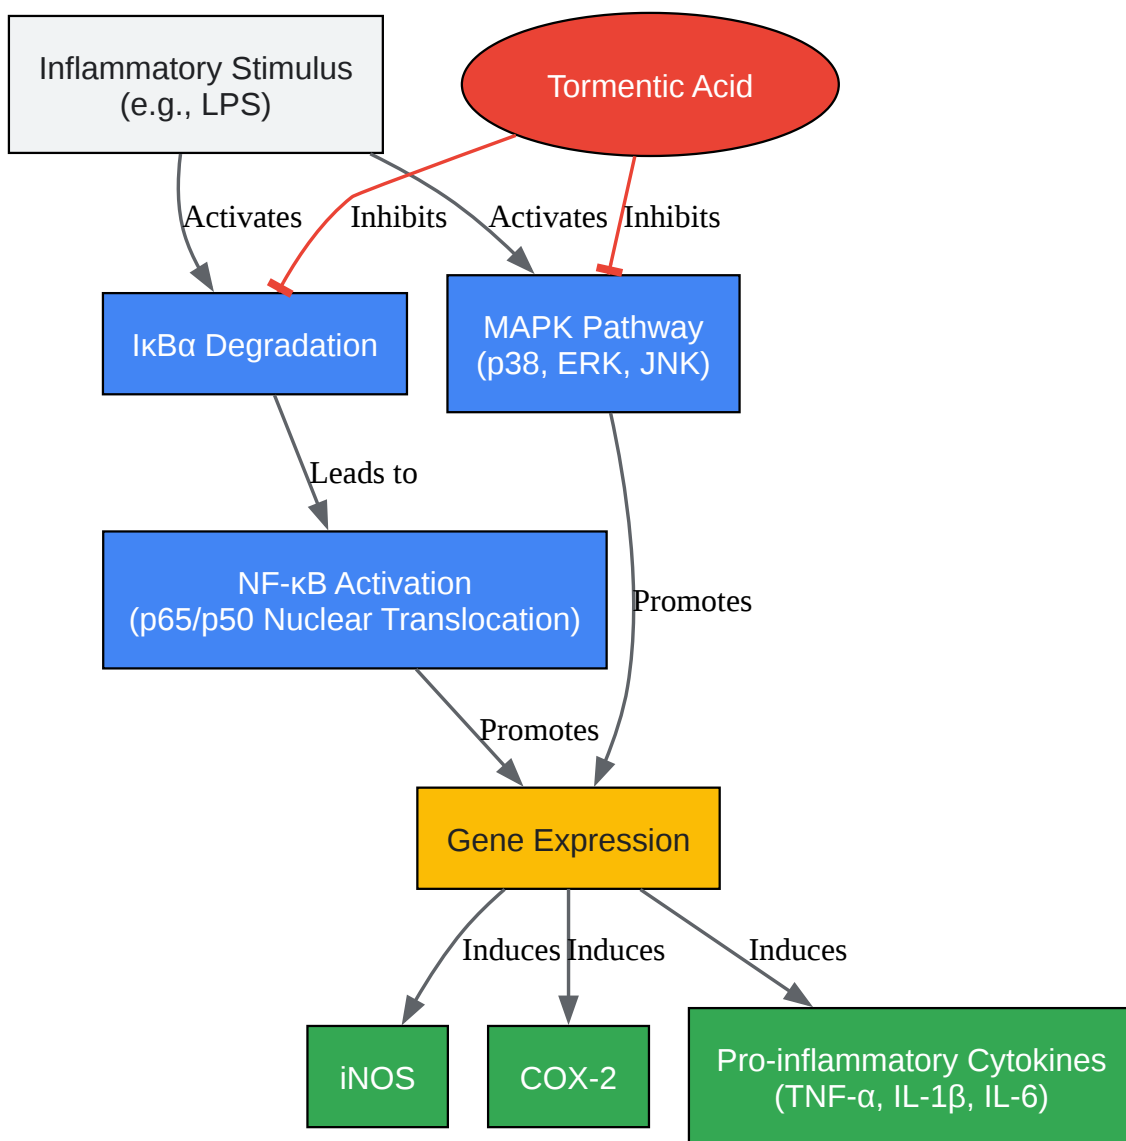 Inflammatory Stimulus
(e.g., LPS)
Tormentic Acid
Activates
Inhibits
Activates
Inhibits
IκBα Degradation
MAPK Pathway
(p38, ERK, JNK)
Leads to
NF-κB Activation
(p65/p50 Nuclear Translocation)
Promotes
Promotes
Gene Expression
Induces
Induces
Induces
iNOS
COX-2
Pro-inflammatory Cytokines
(TNF-α, IL-1β, IL-6)